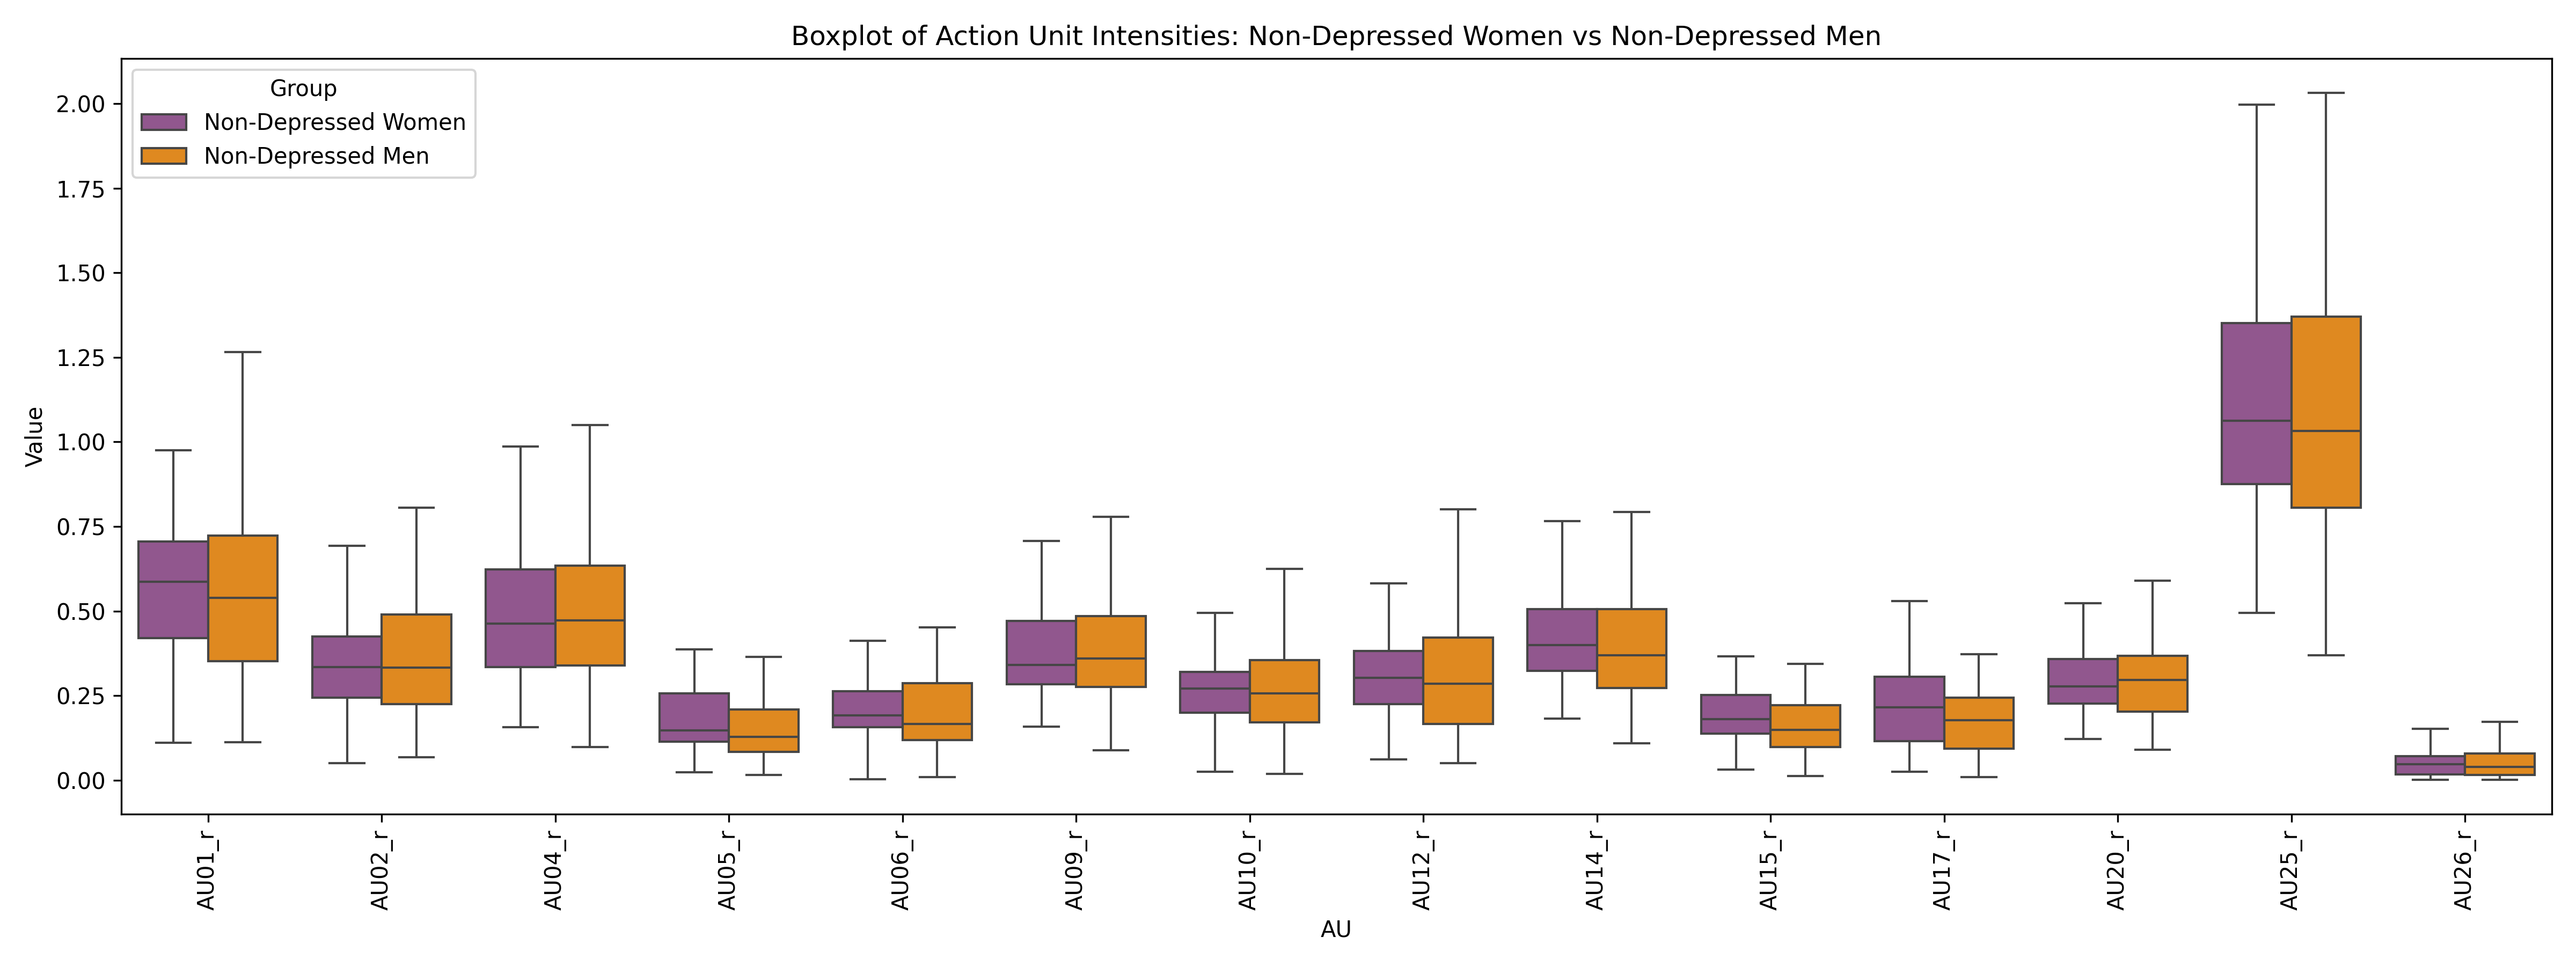 Boxplot of Action Unit Intensities: Non-Depressed Women vs Non-Depressed Men
Group
Non-Depressed Women
Non-Depressed Men
2.00
1.75
1.50
1.25
1.00
0.75
0.50
0.25
0.00
Value
AU01_r
AU02_r
AU04_r
AU05_r
AU06_r
AU09_r
AU10_r
AU12_r
AU14_r
AU15_r
AU17_r
AU20_r
AU25_r
AU26_r
AU